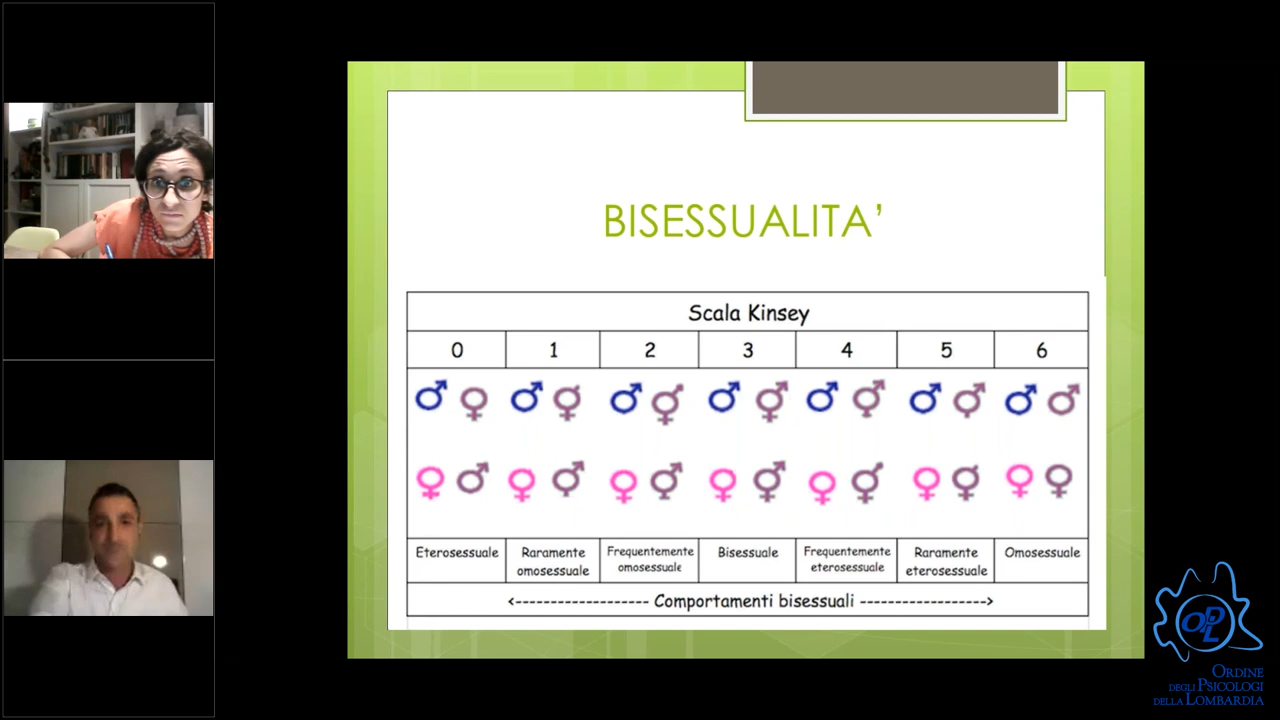 BISESSUALITA’
Scala Kinsey
0 1 2 3 4 5 6
Eterosessuale
Raramente
omosessuale
Frequentemente
omosessuale
Bisessuale
Frequentemente
eterosessuale
Raramente
eterosessuale
Omosessuale
<------------------- Comportamenti bisessuali ----------------->
OPL
ORDINE
DEGLI PSICOLOGI
DELLA LOMBARDIA